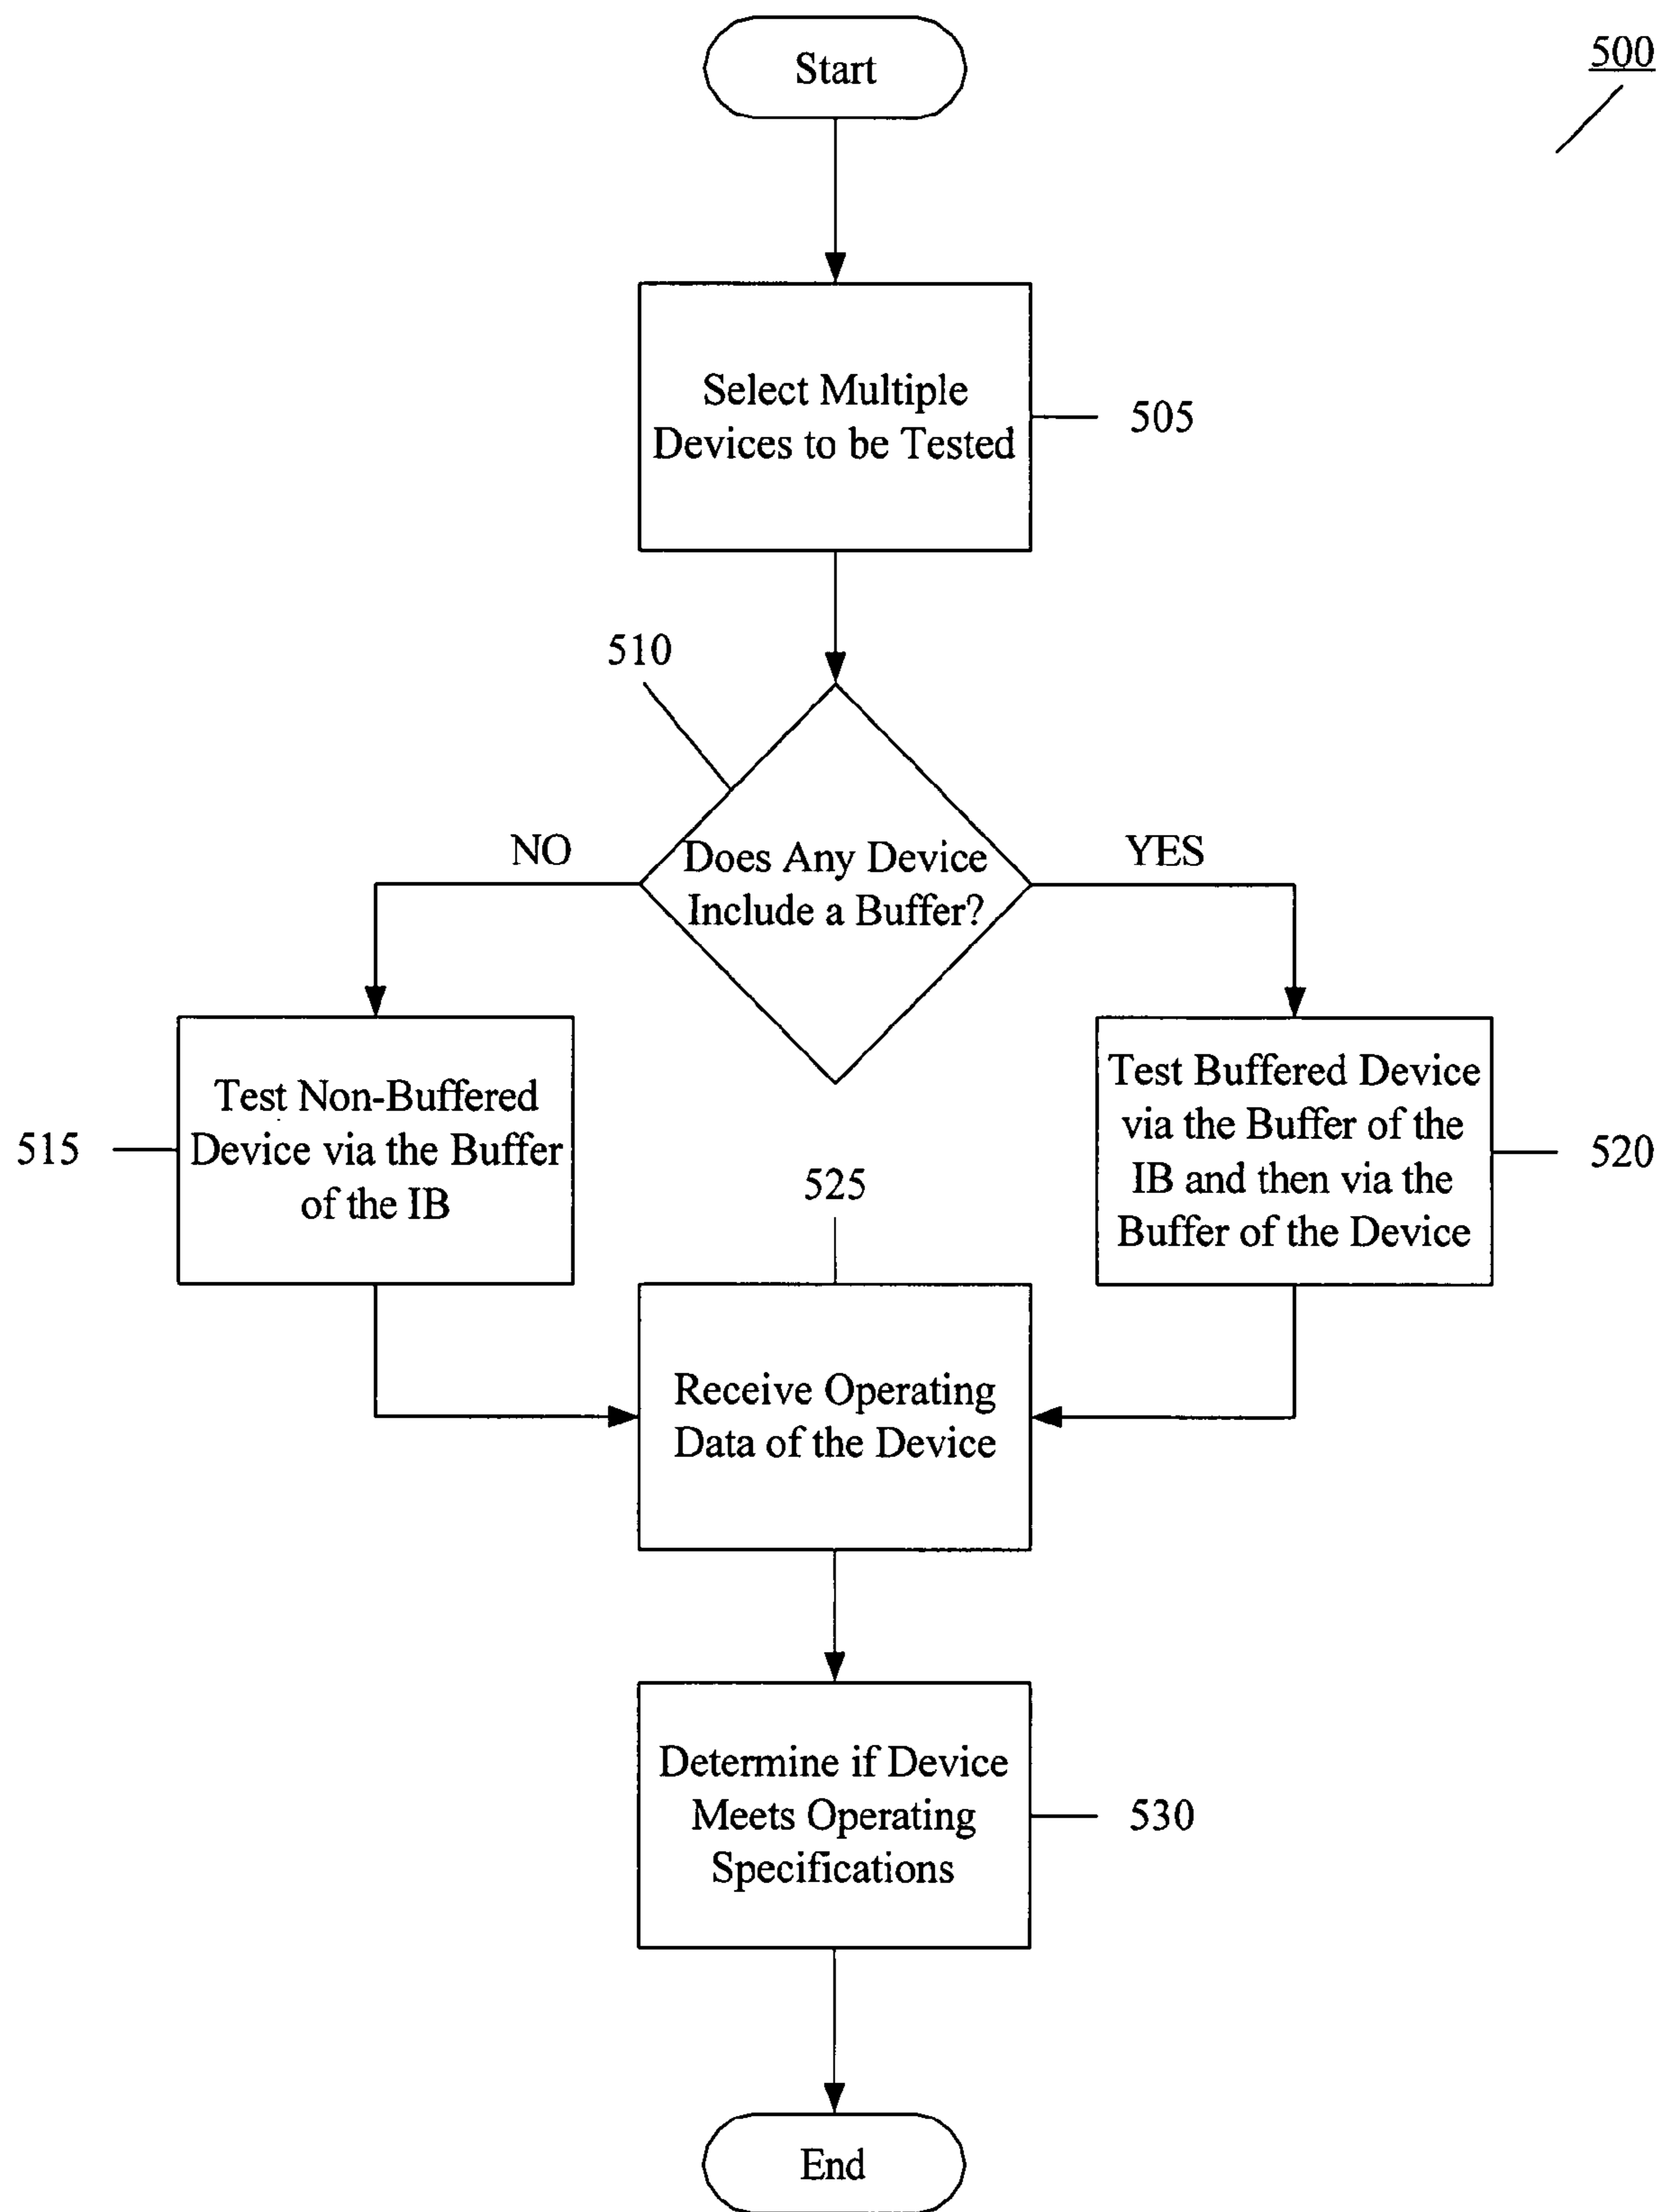 Start
500
Select Multiple
Devices to be Tested
505
510
NO
Does Any Device
Include a Buffer?
YES
515
Test Non-Buffered
Device via the Buffer
of the IB
Test Buffered Device
via the Buffer of the
IB and then via the
Buffer of the Device
520
525
Receive Operating
Data of the Device
Determine if Device
Meets Operating
Specifications
530
End